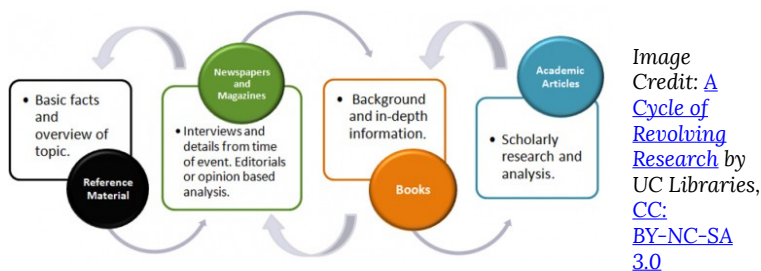 • Basic facts
and
overview of
topic.
Reference
Material
Newspapers
and
Magazines
• Interviews and
details from time
of event. Editorials
or opinion based
analysis.
• Background
and in-depth
information.
Books
Academic
Articles
• Scholarly
research and
analysis.
Image
Credit: A
Cycle of
Revolving
Research by
UC Libraries,
CC:
BY-NC-SA
3.0